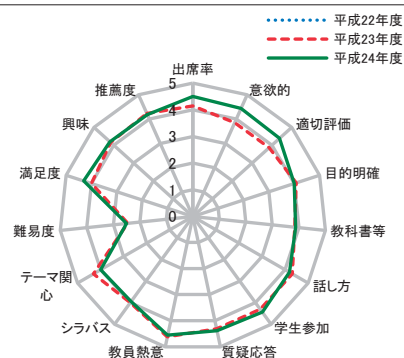 平成22年度
平成23年度
平成24年度
出席率
意欲的
適切評価
目的明確
教科書等
話し方
学生参加
質疑応答
教員熱意
シラバス
テーマ関
心
難易度
満足度
興味
推薦度
5
4
3
2
1
0